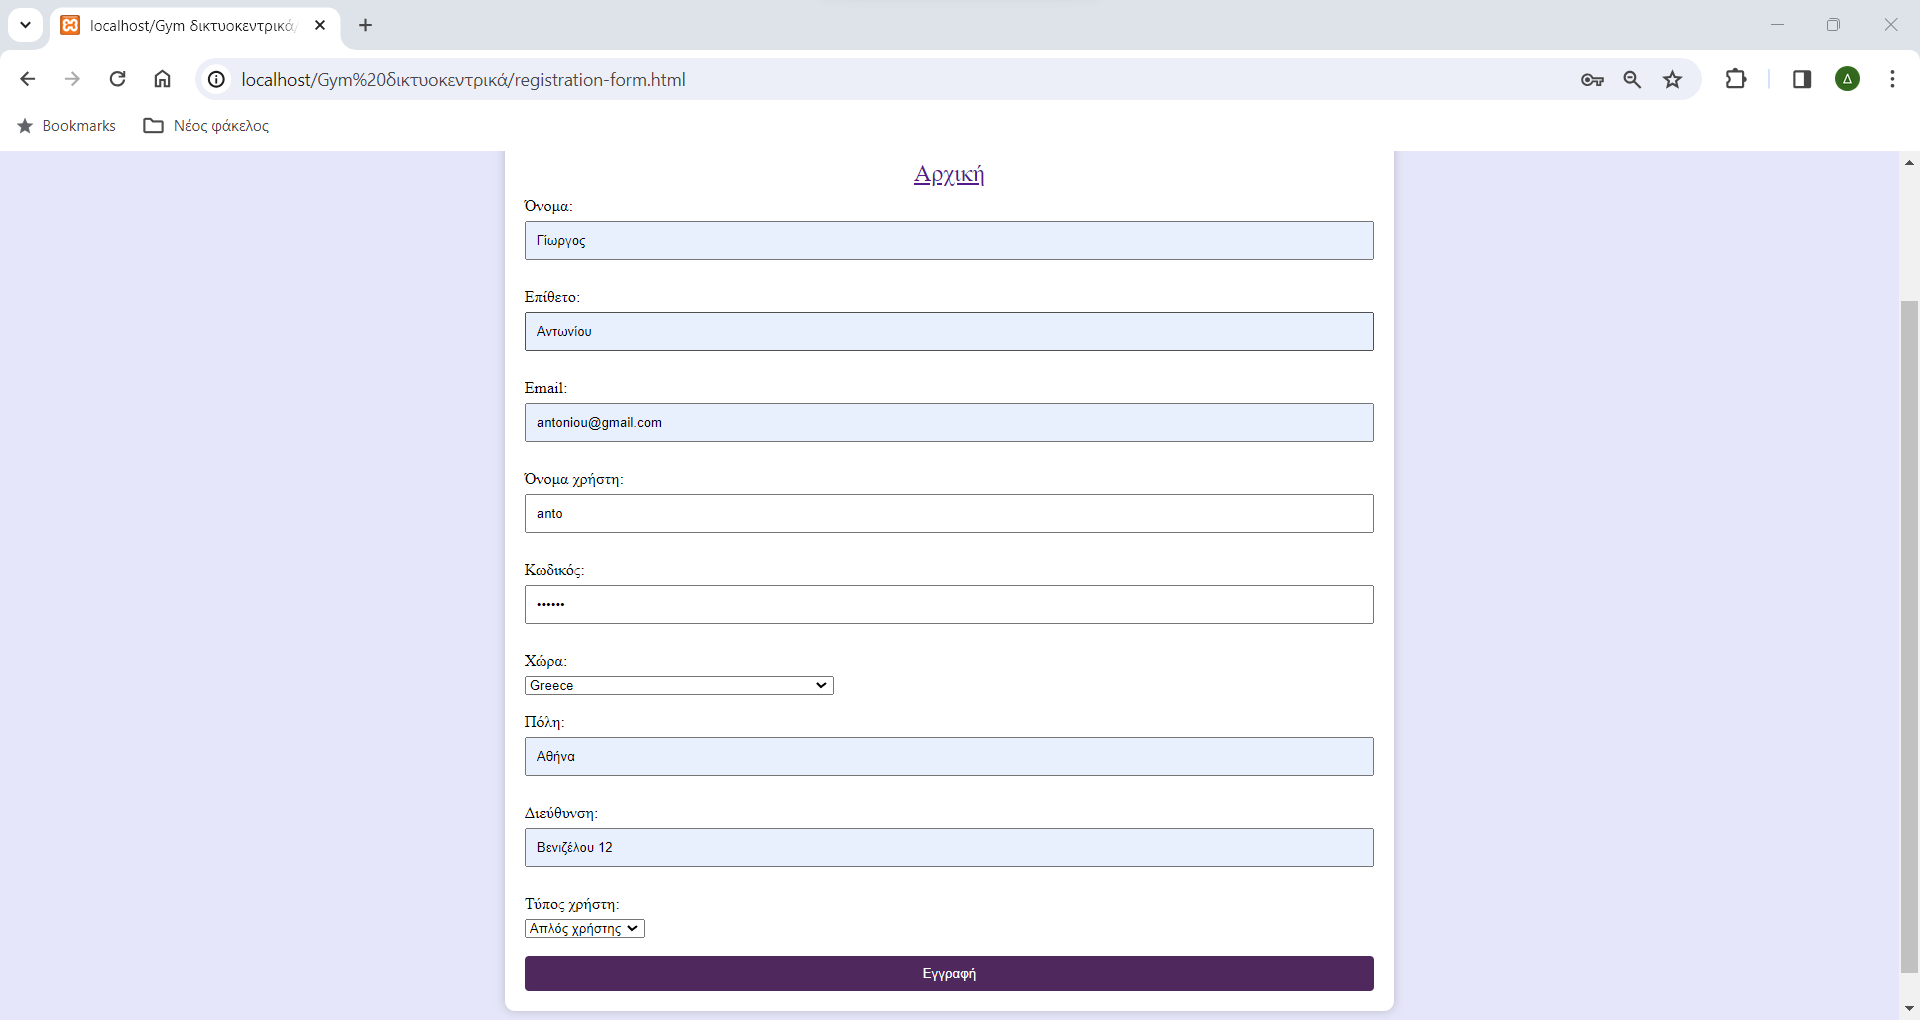 localhost/Gym δικτυοκεντρικά/
localhost/Gym%20δικτυοκεντρικά/registration-form.html
Δ
Bookmarks
Νέος φάκελος
Αρχική
Όνομα:
Γίωργος
Επίθετο:
Αντωνίου
Email:
antoniou@gmail.com
Όνομα χρήστη:
anto
Κωδικός:
••••••
Χώρα:
Greece
Πόλη:
Αθήνα
Διεύθυνση:
Βενιζέλου 12
Τύπος χρήστη:
Απλός χρήστης
Εγγραφή